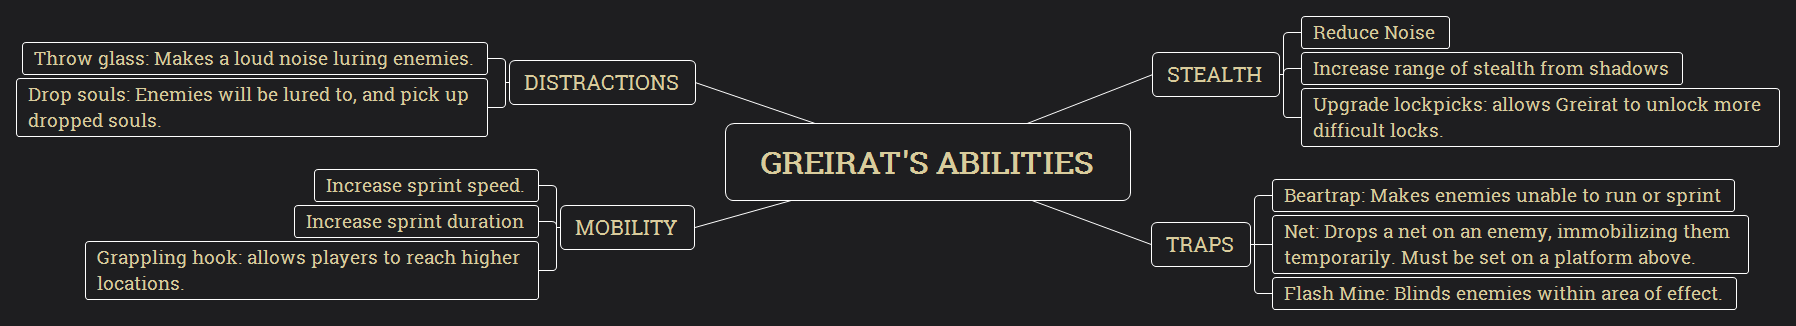 GREIRAT'S ABILITIES
DISTRACTIONS
Throw glass: Makes a loud noise luring enemies.
Drop souls: Enemies will be lured to, and pick up
dropped souls.
MOBILITY
Increase sprint speed.
Increase sprint duration
Grappling hook: allows players to reach higher
locations.
STEALTH
Reduce Noise
Increase range of stealth from shadows
Upgrade lockpicks: allows Greirat to unlock more
difficult locks.
TRAPS
Beartrap: Makes enemies unable to run or sprint
Net: Drops a net on an enemy, immobilizing them
temporarily. Must be set on a platform above.
Flash Mine: Blinds enemies within area of effect.